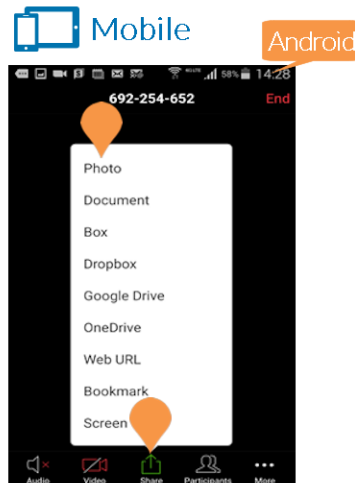 Mobile
Android
58% 14:28
692-254-652 End
Photo
Document
Box
Dropbox
Google Drive
OneDrive
Web URL
Bookmark
Screen
Audio Video Share Participants More